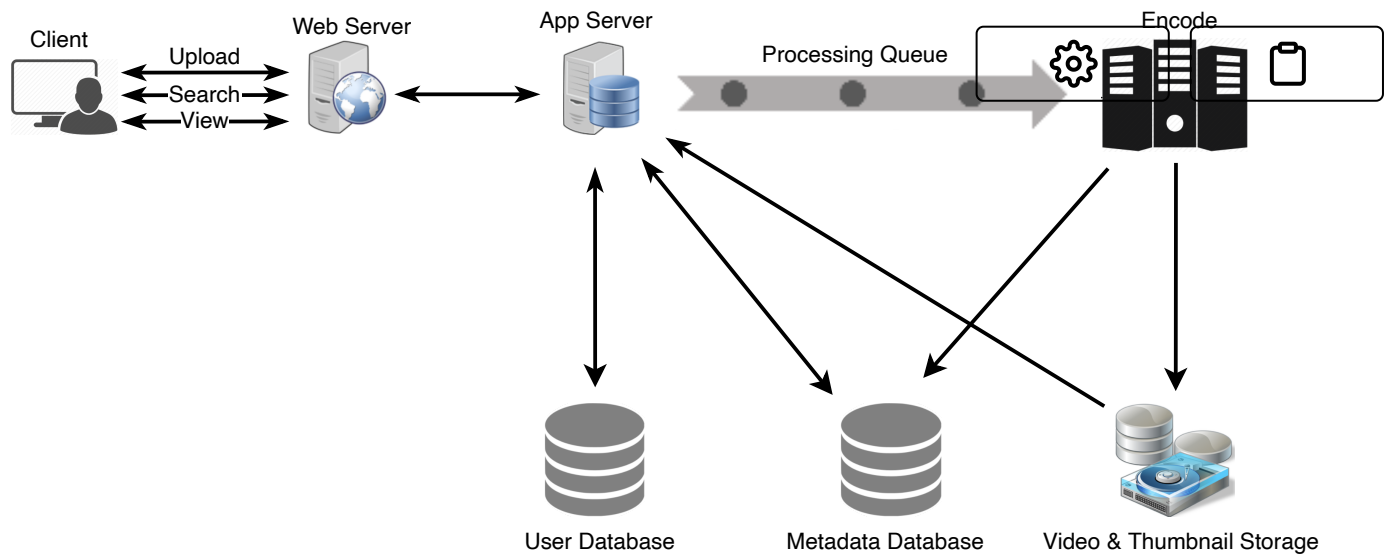 Client
Upload
Search
View
Web Server
App Server
Processing Queue
Encode
User Database
Metadata Database
Video & Thumbnail Storage